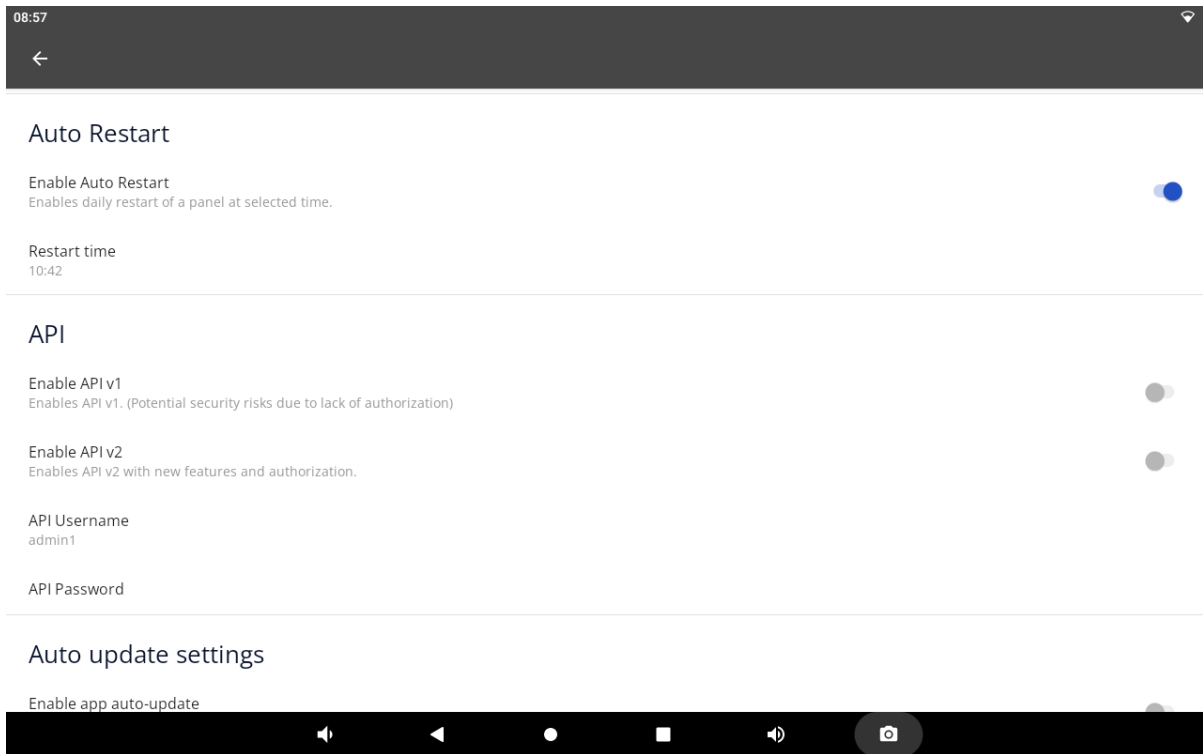 08:57
Auto Restart
Enable Auto Restart
Enables daily restart of a panel at selected time.
Restart time
10:42
API
Enable API v1
Enables API v1. (Potential security risks due to lack of authorization)
Enable API v2
Enables API v2 with new features and authorization.
API Username
admin1
API Password
Auto update settings
Enable app auto-update